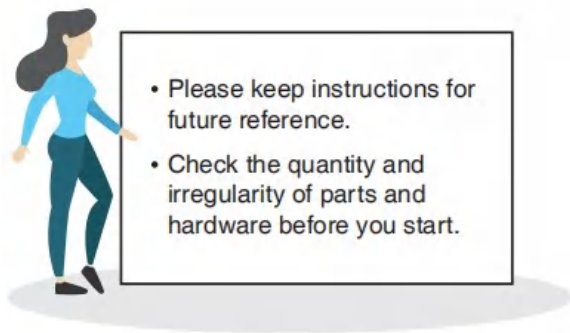 • Please keep instructions for
future reference.
• Check the quantity and
irregularity of parts and
hardware before you start.